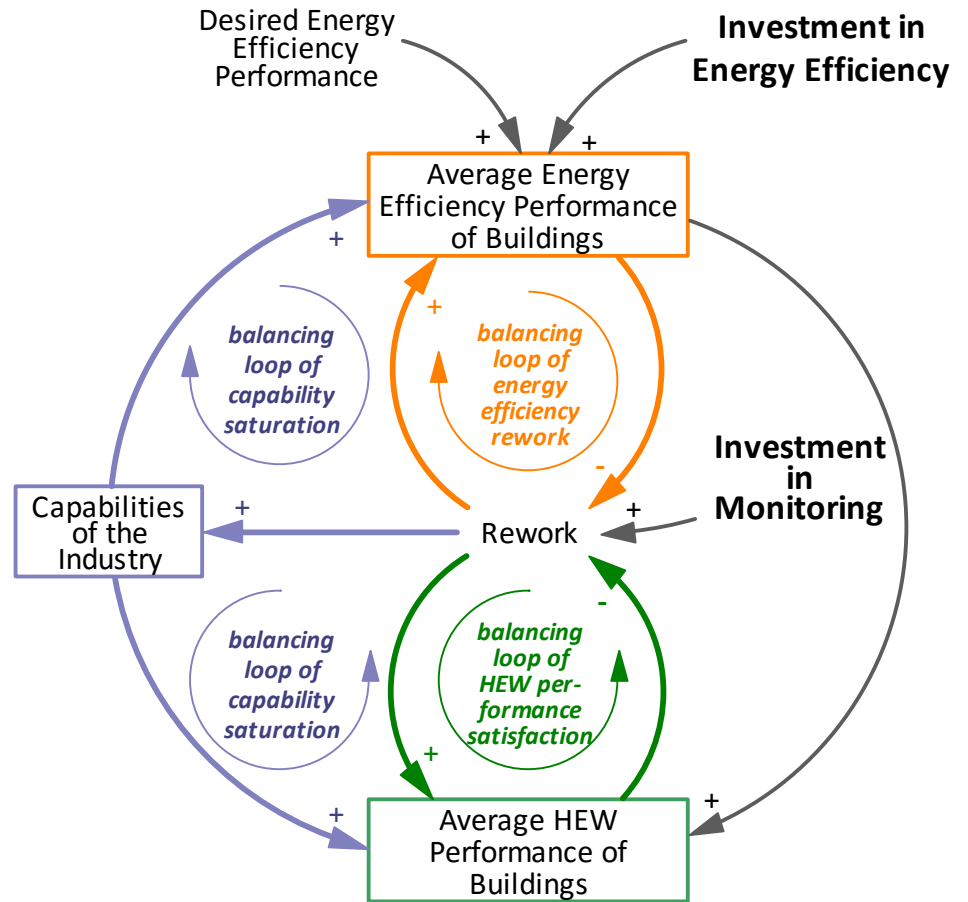 Desired Energy
Efficiency
Performance
Investment in
Energy Efficiency
+
+
Average Energy
Efficiency Performance
of Buildings
+
+
balancing
loop of
capability
saturation
balancing
loop of
energy
efficiency
rework
-
Investment
in
Monitoring
Capabilities
of the
Industry
+
Rework
+
-
balancing
loop of
capability
saturation
balancing
loop of
HEW per-
formance
satisfaction
+
+
+
Average HEW
Performance of
Buildings